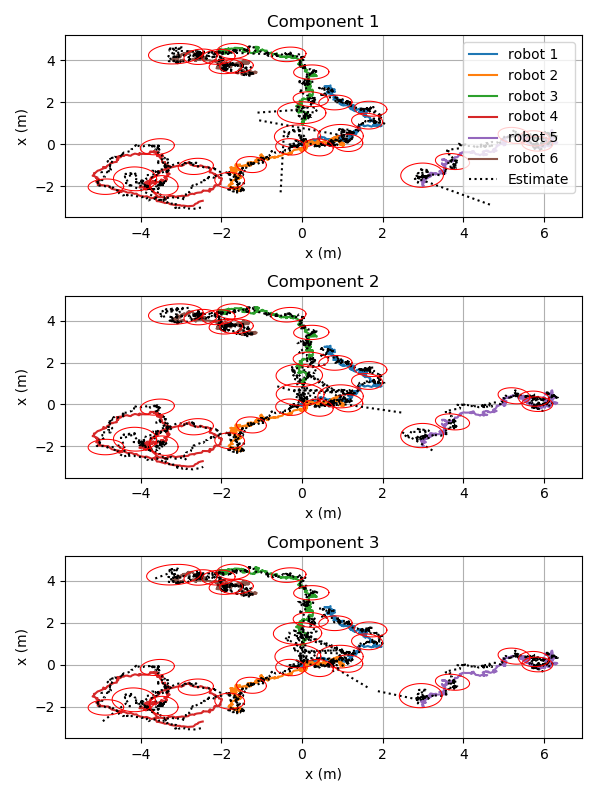 Component 1
x (m)
4
2
0
−2
robot 1
robot 2
robot 3
robot 4
robot 5
robot 6
Estimate
−4 −2 0 2 4 6
x (m)
Component 2
x (m)
4
2
0
−2
−4 −2 0 2 4 6
x (m)
Component 3
x (m)
4
2
0
−2
−4 −2 0 2 4 6
x (m)